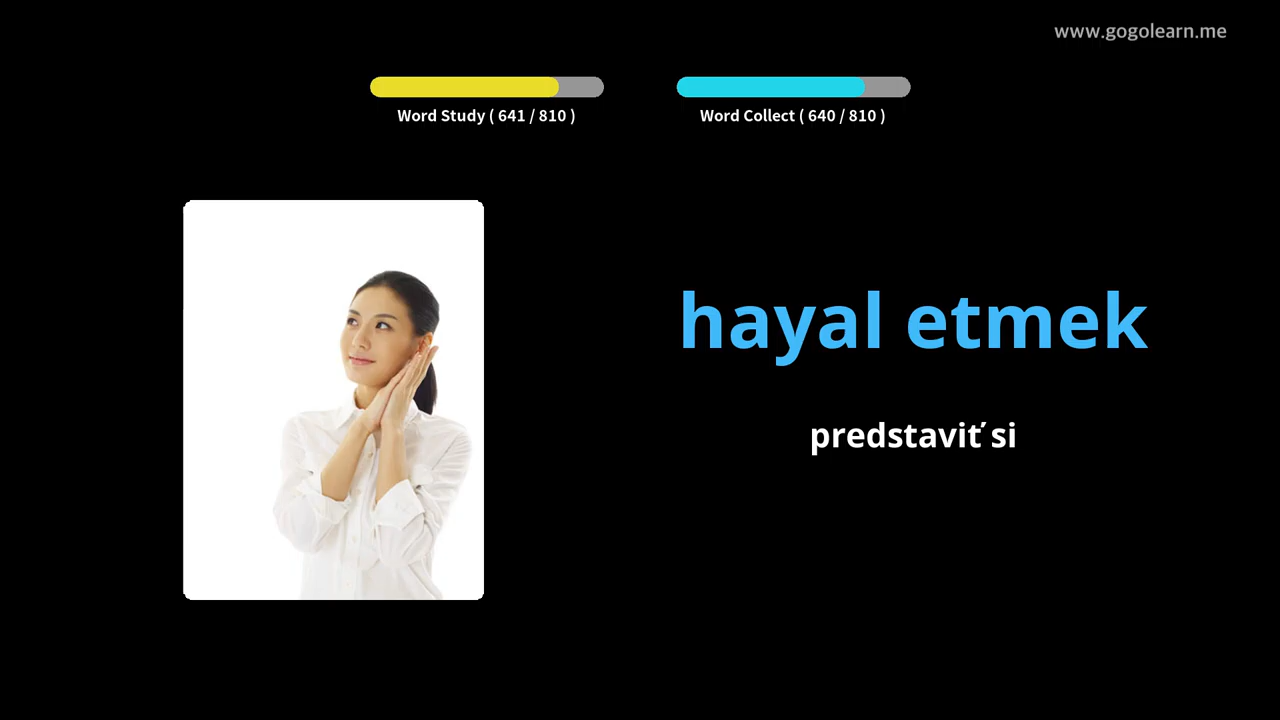 www.gogolearn.me
Word Study ( 641 / 810 )
Word Collect ( 640 / 810 )
hayal etmek
predstaviť si